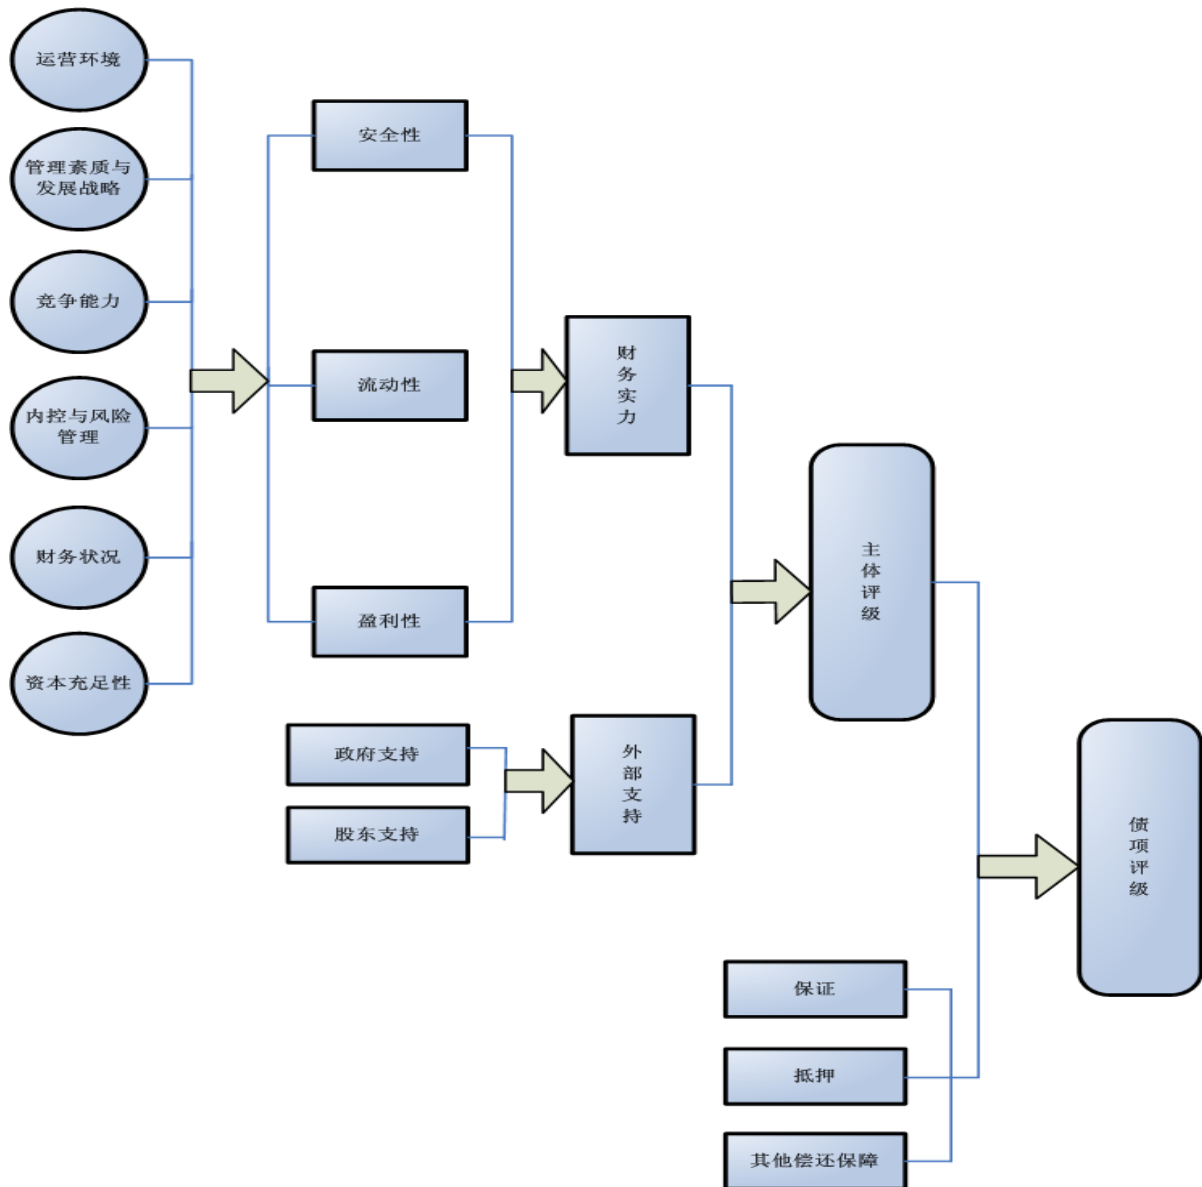 运营环境
管理素质与
发展战略
竞争能力
内控与风险
管理
财务状况
资本充足性
安全性
流动性
盈利性
政府支持
股东支持
财务实力
外部支持
主体评级
保证
抵押
其他偿还保障
债项评级